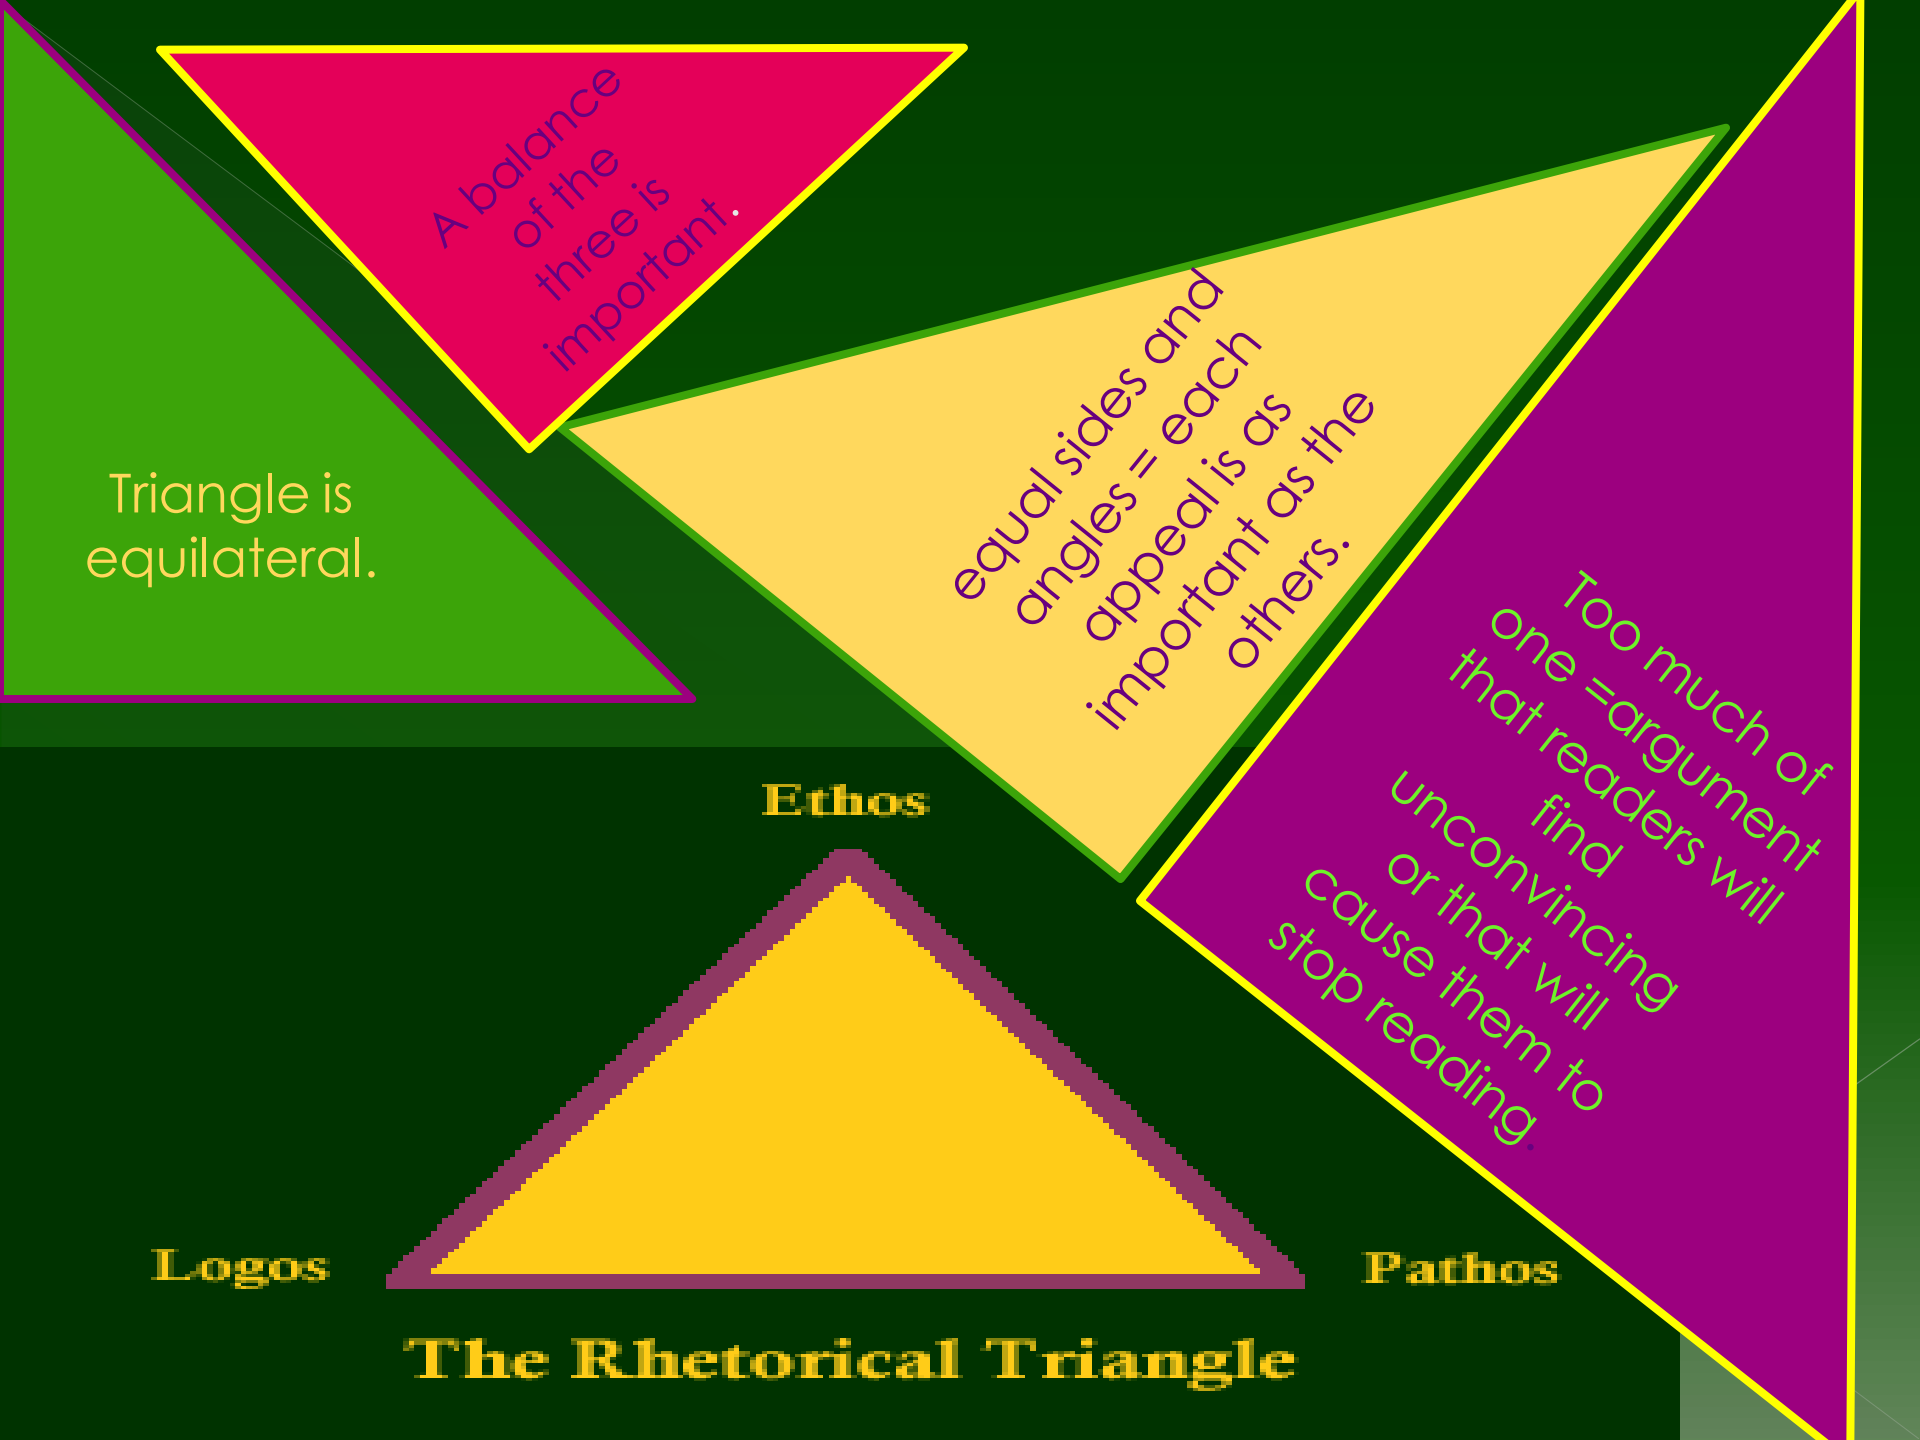 Triangle is
equilateral.
A balance
of the
three is
important.
equal sides and
angles = each
appeal is as
important as the
others.
Too much of
one =argument
that readers will
find
unconvincing
or that will
cause them to
stop reading.
Ethos
Logos
Pathos
The Rhetorical Triangle